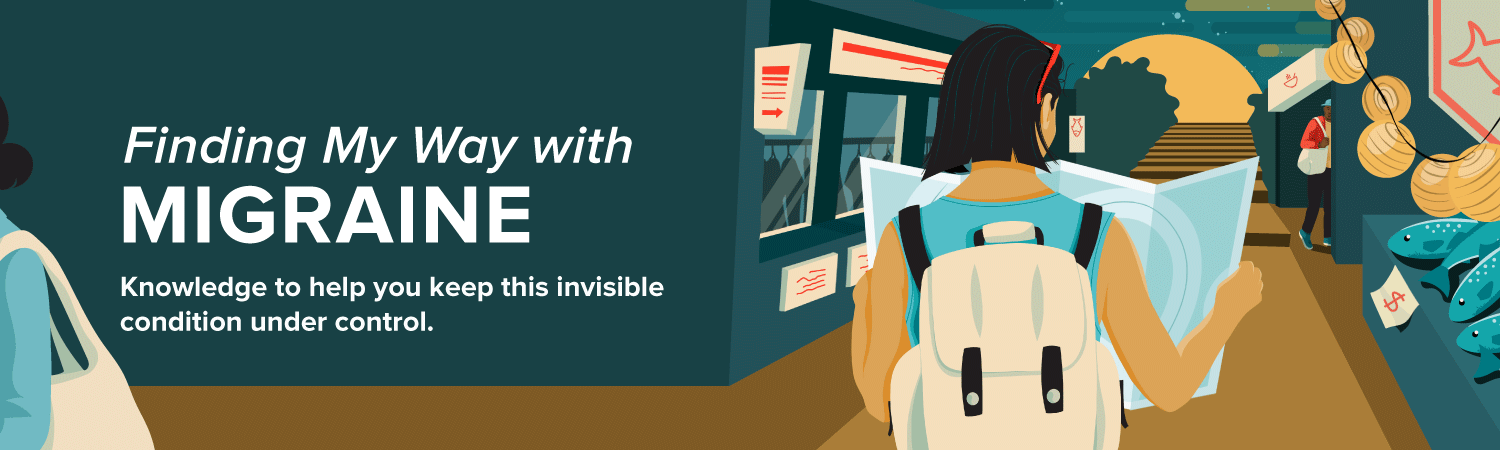 Finding My Way with
MIGRAINE
Knowledge to help you keep this invisible
condition under control.
$